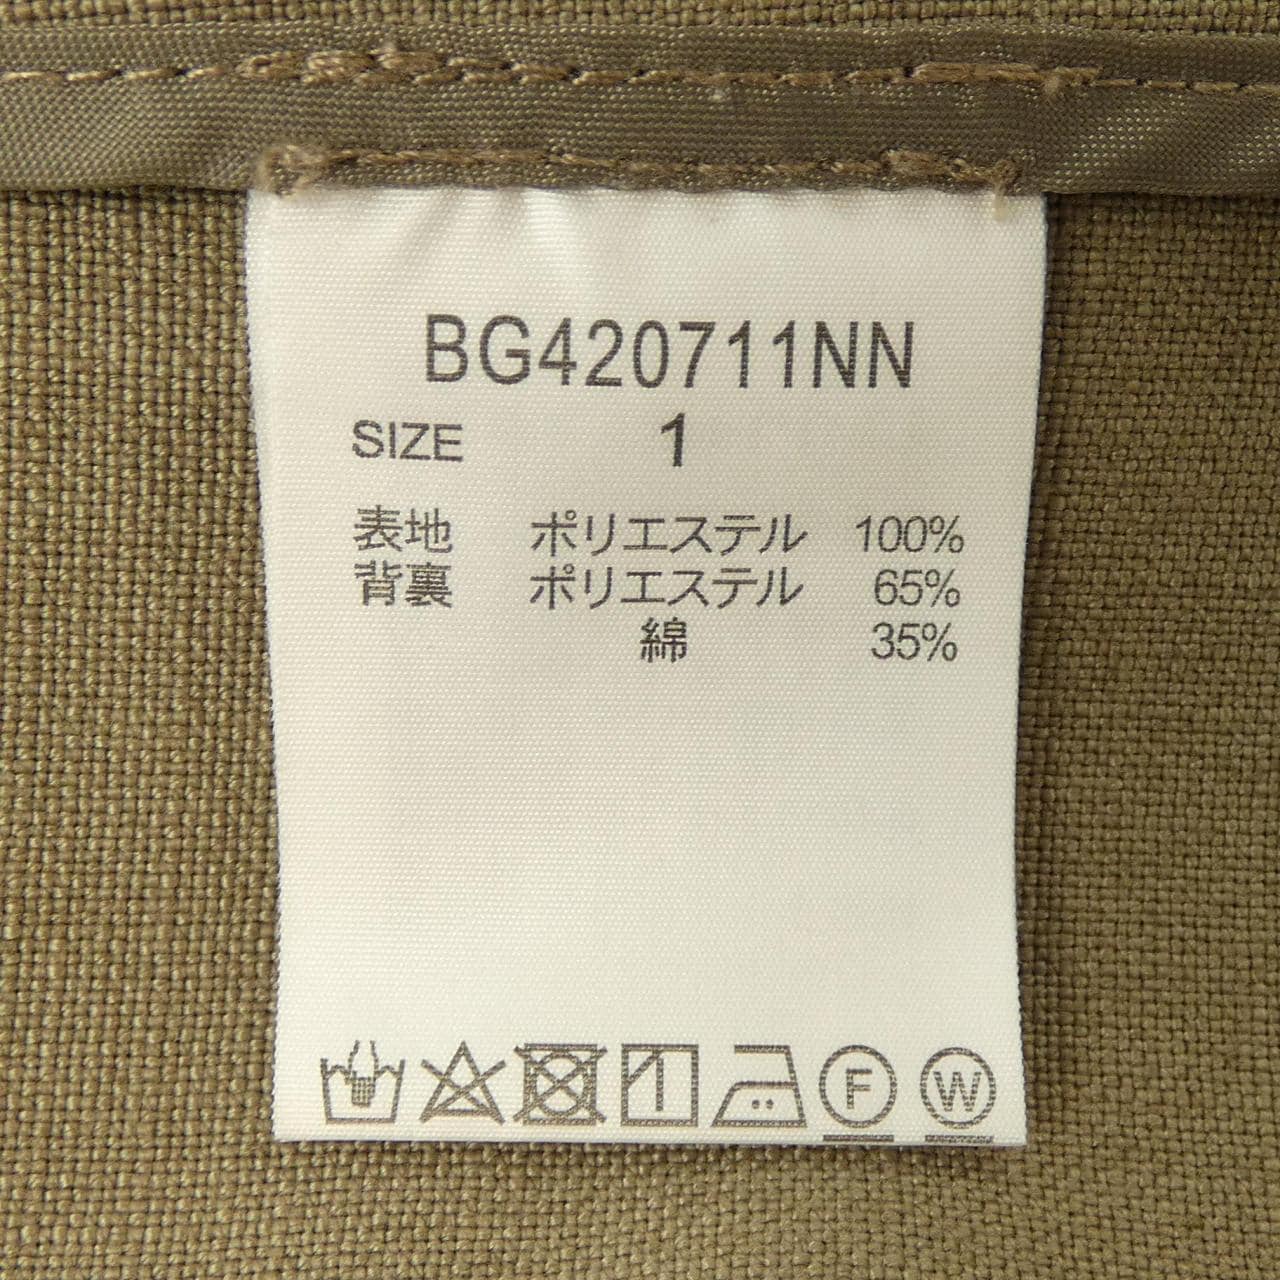 BG420711NN
SIZE 1
表地 ポリエステル 100%
背裏 ポリエステル 65%
綿 35%
F W